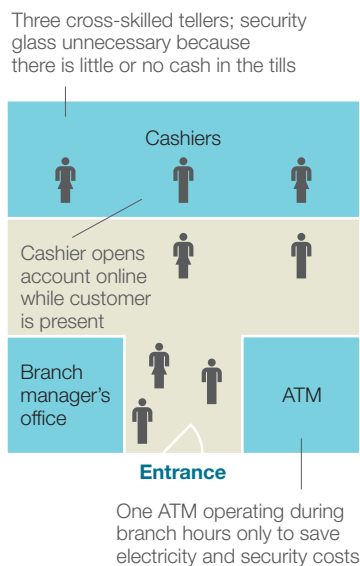 Three cross-skilled tellers; security
glass unnecessary because
there is little or no cash in the tills
Cashiers
Cashier opens
account online
while customer
is present
Branch
manager's
office
ATM
Entrance
One ATM operating during
branch hours only to save
electricity and security costs